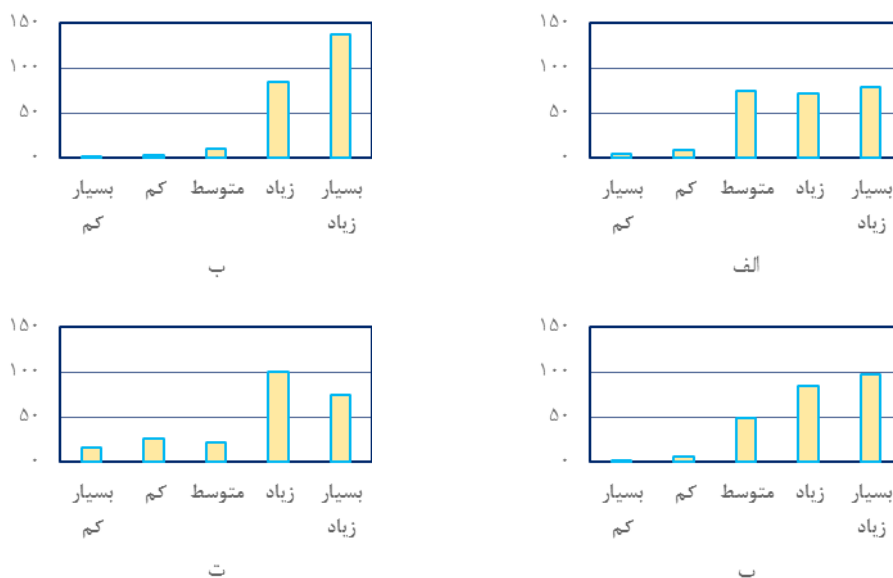 ۱۵۰
۱۰۰
۵۰
۰
بسیار کم
کم
متوسط
زیاد
بسیار زیاد
الف
۱۵۰
۱۰۰
۵۰
۰
بسیار کم
کم
متوسط
زیاد
بسیار زیاد
ب
۱۵۰
۱۰۰
۵۰
۰
بسیار کم
کم
متوسط
زیاد
بسیار زیاد
۱۵۰
۱۰۰
۵۰
۰
بسیار کم
کم
متوسط
زیاد
بسیار زیاد
ت